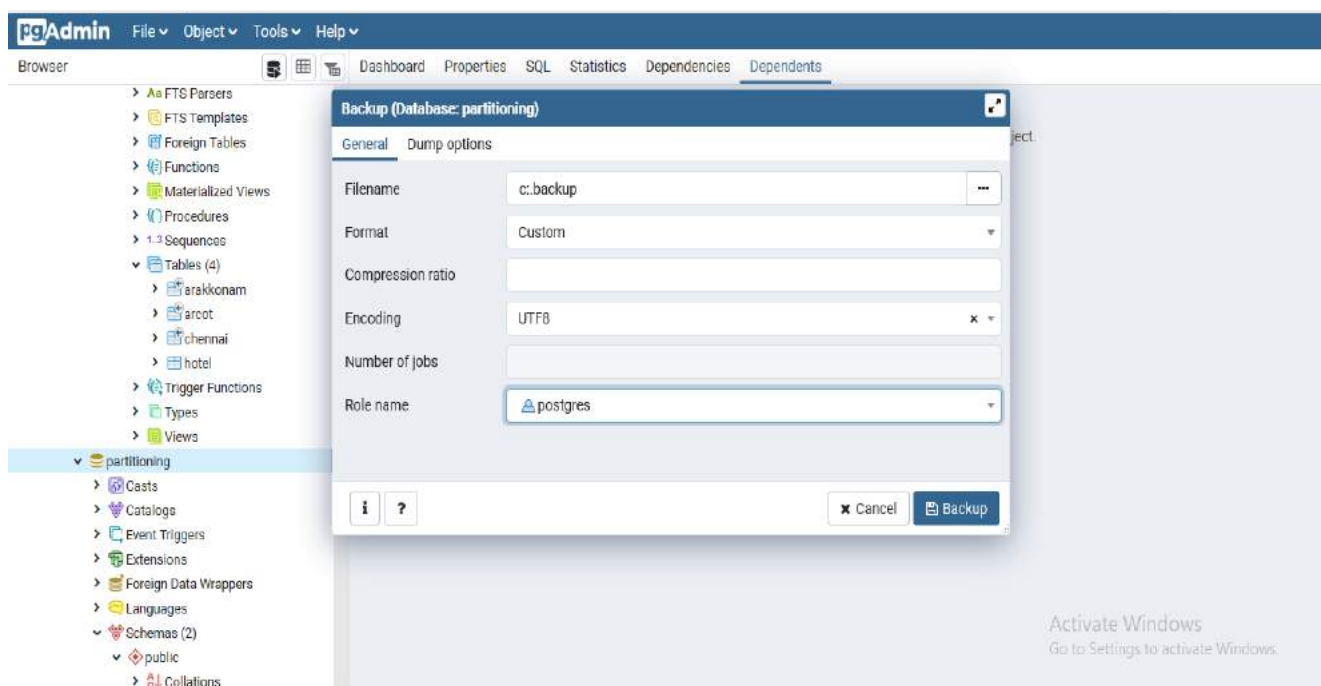 pgAdmin File Object Tools Help
Browser Dashboard Properties SQL Statistics Dependencies Dependents
Aa FTS Parsers
FTS Templates
Foreign Tables
Functions
Materialized Views
Procedures
1..3 Sequences
Tables (4)
arakkonam
arcot
chennai
hotel
Trigger Functions
Types
Views
partitioning
Casts
Catalogs
Event Triggers
Extensions
Foreign Data Wrappers
Languages
Schemas (2)
public
Collations
Backup (Database: partitioning)
ject.
General Dump options
Filename c:.backup
Format Custom
Compression ratio
Encoding UTF8
Number of jobs
Role name postgres
i ? Cancel Backup
Activate Windows
Go to Settings to activate Windows.